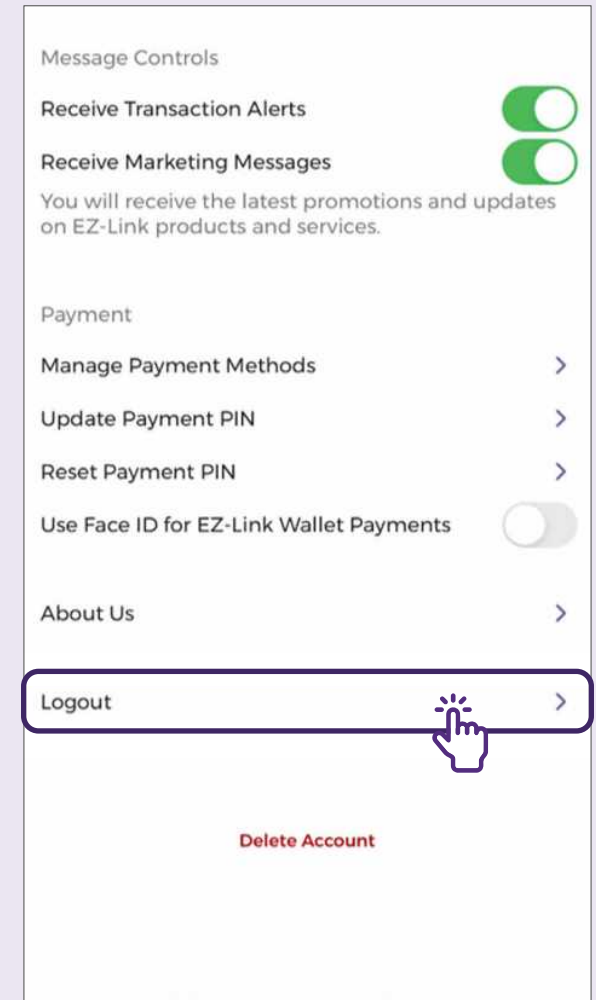 Message Controls
Receive Transaction Alerts
Receive Marketing Messages
You will receive the latest promotions and updates
on EZ-Link products and services.
Payment
Manage Payment Methods
Update Payment PIN
Reset Payment PIN
Use Face ID for EZ-Link Wallet Payments
About Us
Logout
Delete Account